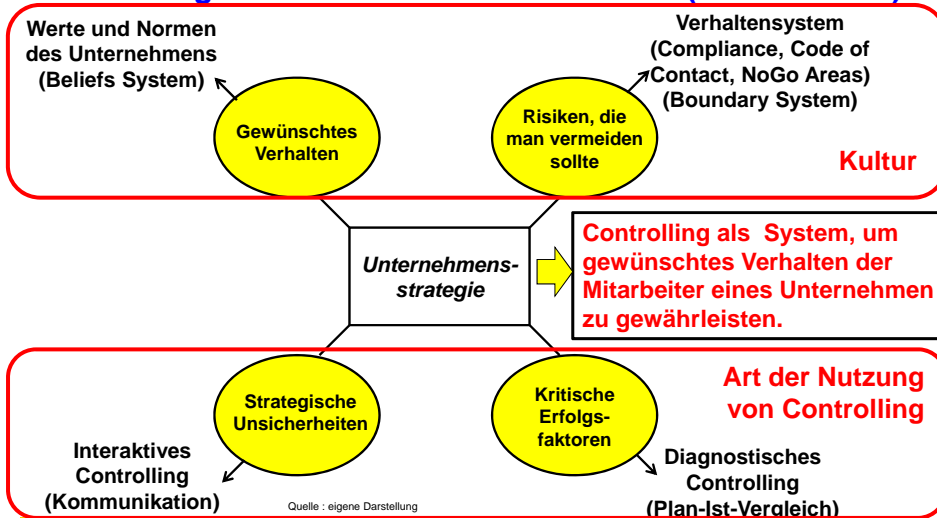 Werte und Normen
des Unternehmens
(Beliefs System)
Gewünschtes
Verhalten
Verhaltensystem
(Compliance, Code of
Contact, NoGo Areas)
(Boundary System)
Risiken, die
man vermeiden
sollte
Kultur
Unternehmens-
strategie
Controlling als System, um
gewünschtes Verhalten der
Mitarbeiter eines Unternehmen
zu gewährleisten.
Art der Nutzung
von Controlling
Strategische
Unsicherheiten
Kritische
Erfolgs-
faktoren
Interaktives
Controlling
(Kommunikation)
Diagnostisches
Controlling
(Plan-Ist-Vergleich)
Quelle : eigene Darstellung